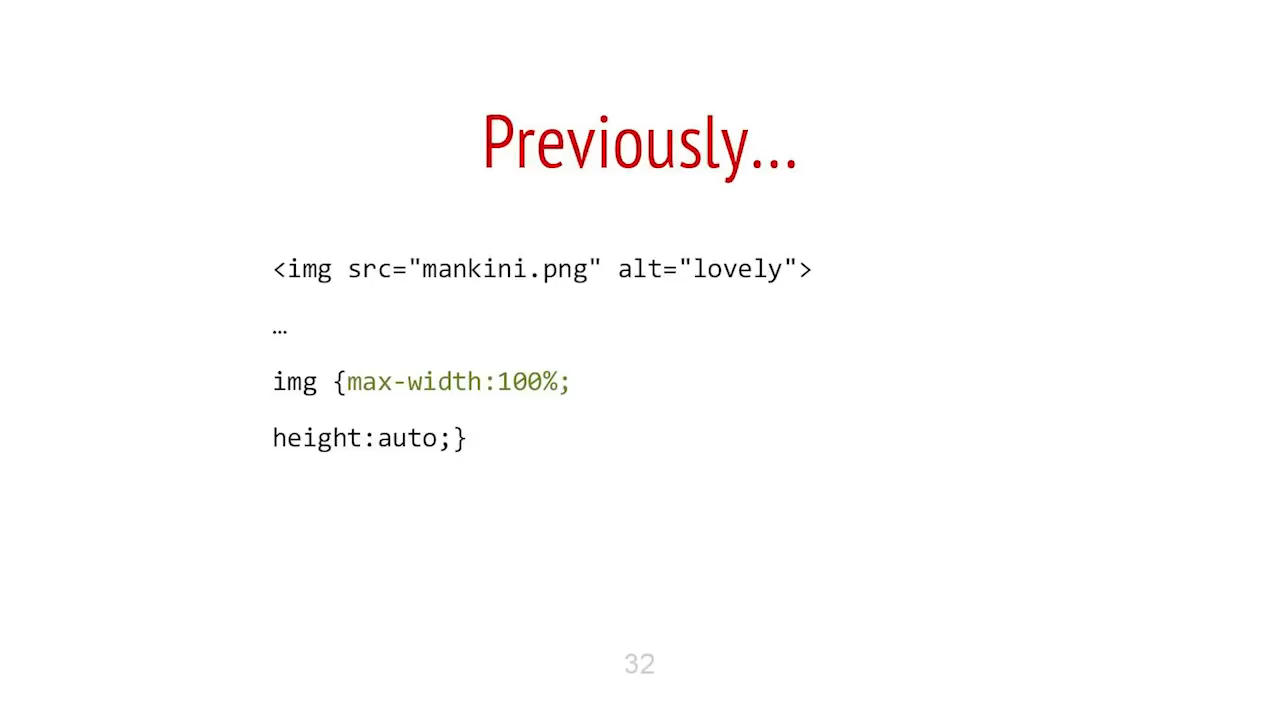 Previously...
<img src="mankini.png" alt="lovely">
…
img {max-width:100%;
height:auto;}
32